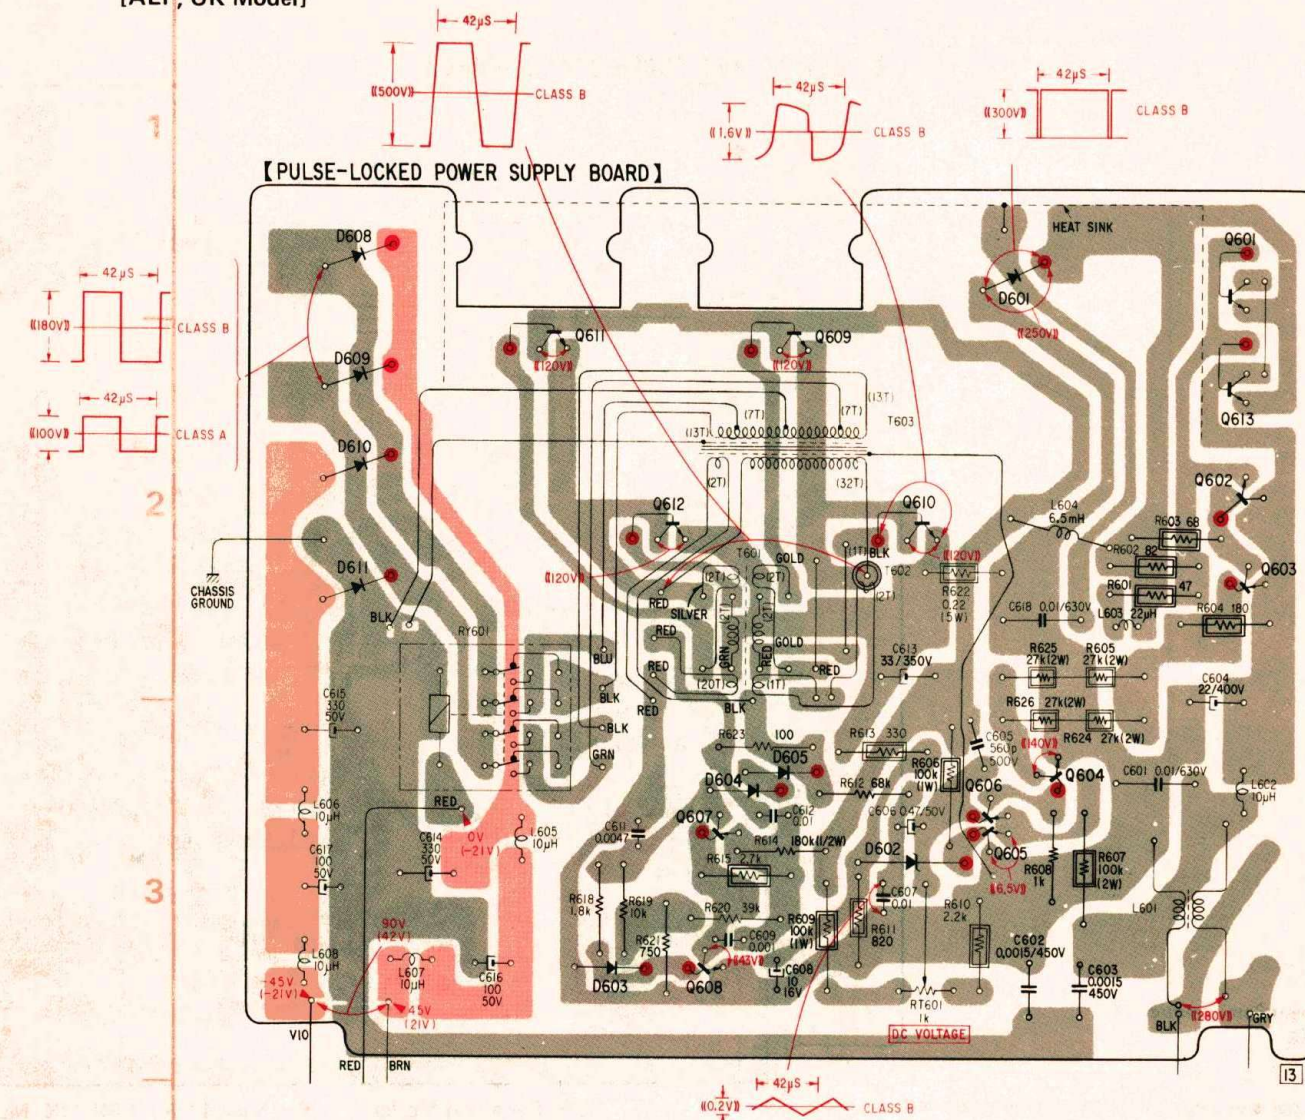 [AEP, UK Model]
42μS
((500V))
CLASS B
42μS
((1.6V))
CLASS B
42μS
((300V))
CLASS B
1
【PULSE-LOCKED POWER SUPPLY BOARD】
HEAT SINK
D608
Q601
42μS
((180V))
CLASS B
D601
((250V))
Q611
((120V))
Q609
((120V))
D609
Q613
42μS
((100V))
CLASS A
(13T)
(7T)
(7T)
T603
(13T)
D610
(2T)
(32T)
2
Q612
Q610
Q602
L604
6.5mH
R603 68
R602 82
R601 47
Q603
((120V))
((120V))
T601
GOLD
(1T)
BLK
T602
(2T)
(2T)
(2T)
D611
CHASSIS
GROUND
BLK
RED
SILVER
(2T)
(2T)
R622
0.22
(5W)
C618 0.01/630V
L603 22μH
R604 180
RY601
RED
GRN
RED
GOLD
RED
BLU
RED
(20T)
(1T)
BLK
RED
BLK
BLK
GRN
C613
33/350V
R625
27k(2W)
R605
27k(2W)
R626 27k(2W)
R624 27k(2W)
C604
22/400V
C615
330
50V
R623 100
R613 330
R606
100k
(1W)
C605
560p
500V
((140V))
D604
D605
R612 68k
Q606
Q604
C601 0.01/630V
L602
10μH
RED
0V
(-21V)
L606
10μH
L605
10μH
C611
0.0047
Q607
C612
0.01
C606 0.47/50V
R614 180k(1/2W)
D602
Q605
((6.5V))
R608
1k
R607
100k
(2W)
C617
100
50V
C614
330
50V
R615 2.7k
3
R618
1.8k
R619
10k
R620 39k
C607
0.01
R611
820
R610
2.2k
L601
90V
(42V)
L608
10μH
L607
10μH
C616
100
50V
R621
750
C609
0.001
R609
100k
(1W)
C602
0.0015/450V
C603
0.0015
450V
-45V
(-21V)
45V
(21V)
D603
Q608
((43V))
C608
10
16V
RT601
1k
DC VOLTAGE
((280V))
BLK
GRY
VIO
RED
BRN
13
42μS
((0.2V))
CLASS B